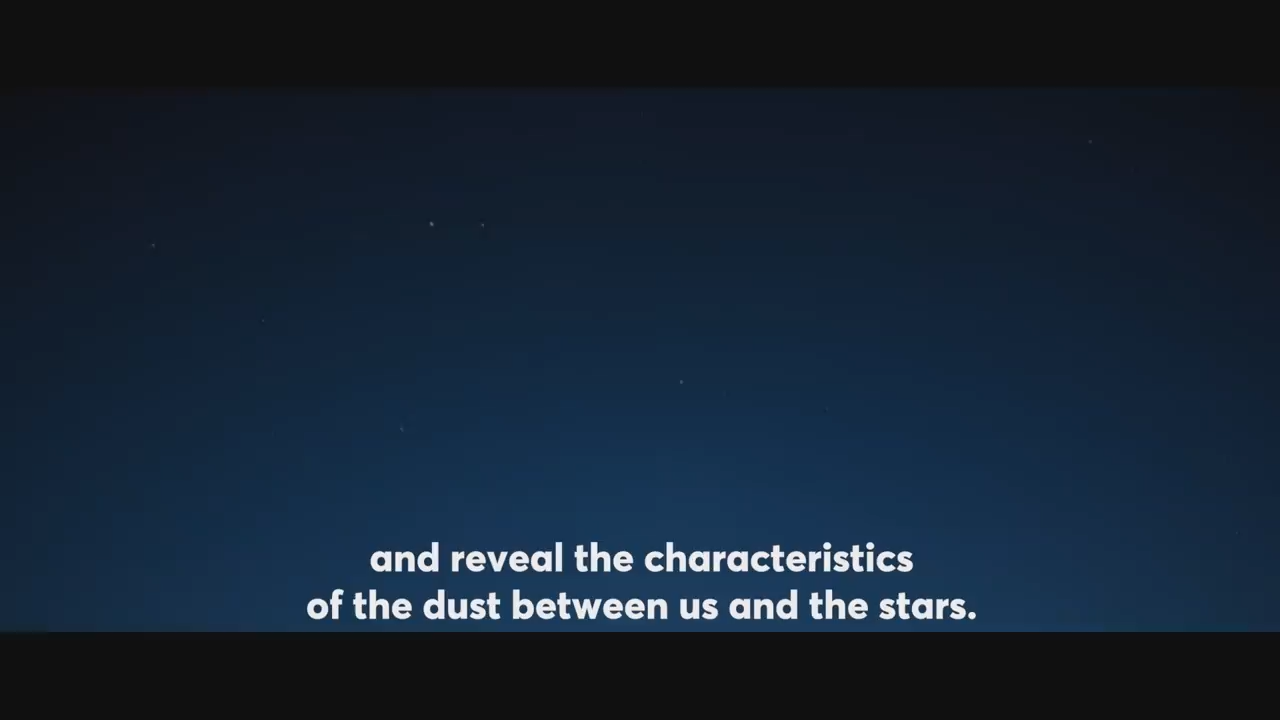 and reveal the characteristics
of the dust between us and the stars.